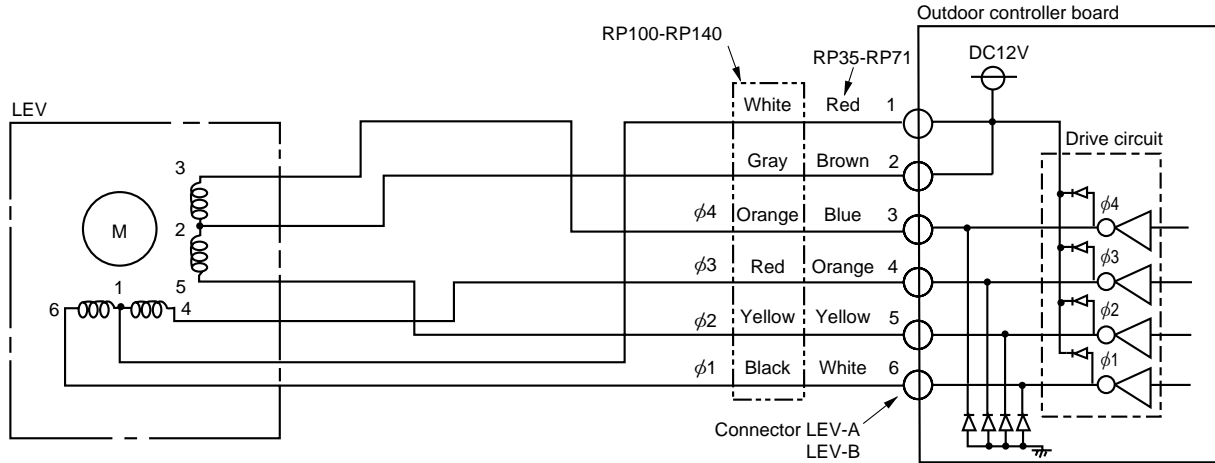 Outdoor controller board
RP100-RP140
RP35-RP71
DC12V
LEV
White Red 1
Drive circuit
3
Gray Brown 2
ϕ4
ϕ4 Orange Blue 3
M
2
ϕ3
ϕ3 Red Orange 4
5
1
6
4
ϕ2
ϕ2 Yellow Yellow 5
ϕ1
ϕ1 Black White 6
Connector LEV-A
LEV-B